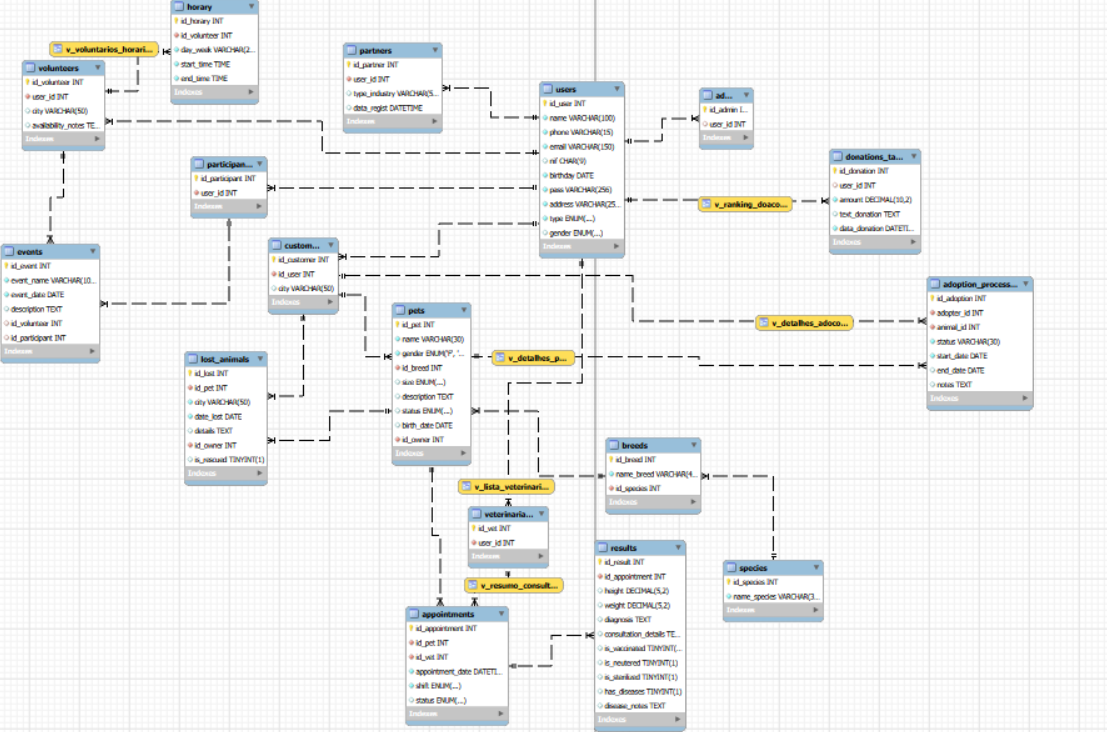 horary
id_horary INT
id_volunteer INT
day_week VARCHAR(2...
start_time TIME
end_time TIME
v_voluntarios_horari...
volunteers
id_volunteer INT
user_id INT
city VARCHAR(50)
availability_notes TE...
Indexes
partners
id_partner INT
user_id INT
type_industry VARCHAR(5...
data_regist DATETIME
Indexes
users
id_user INT
name VARCHAR(100)
phone VARCHAR(15)
email VARCHAR(150)
nif CHAR(9)
birthday DATE
pass VARCHAR(256)
address VARCHAR(25...
type ENUM(...)
gender ENUM(...)
Indexes
ad...
id_admin I...
user_id INT
Indexes
donations_ta...
id_donation INT
user_id INT
amount DECIMAL(10,2)
text_donation TEXT
data_donation DATETI...
Indexes
v_ranking_doaco...
participan...
id_participant INT
user_id INT
Indexes
events
id_event INT
event_name VARCHAR(10...
event_date DATE
description TEXT
id_volunteer INT
id_participant INT
Indexes
custom...
id_customer INT
id_user INT
city VARCHAR(50)
Indexes
adoption_process...
id_adoption INT
adopter_id INT
animal_id INT
status VARCHAR(30)
start_date DATE
end_date DATE
notes TEXT
Indexes
v_detalhes_adoco...
pets
id_pet INT
name VARCHAR(30)
gender ENUM('F', '...
id_breed INT
size ENUM(...)
description TEXT
status ENUM(...)
birth_date DATE
id_owner INT
Indexes
v_detalhes_p...
lost_animals
id_lost INT
id_pet INT
city VARCHAR(50)
date_lost DATE
details TEXT
id_owner INT
is_rescued TINYINT(1)
Indexes
breeds
id_breed INT
name_breed VARCHAR(4...
id_species INT
Indexes
v_lista_veterinari...
veterinaria...
id_vet INT
user_id INT
Indexes
v_resumo_consult...
results
id_result INT
id_appointment INT
height DECIMAL(5,2)
weight DECIMAL(5,2)
diagnosis TEXT
consultation_details TE...
is_vaccinated TINYINT(...
is_neutered TINYINT(1)
is_sterilised TINYINT(1)
has_diseases TINYINT(1)
disease_notes TEXT
Indexes
species
id_species INT
name_species VARCHAR(3...
Indexes
appointments
id_appointment INT
id_pet INT
id_vet INT
appointment_date DATETI...
shift ENUM(...)
status ENUM(...)
Indexes